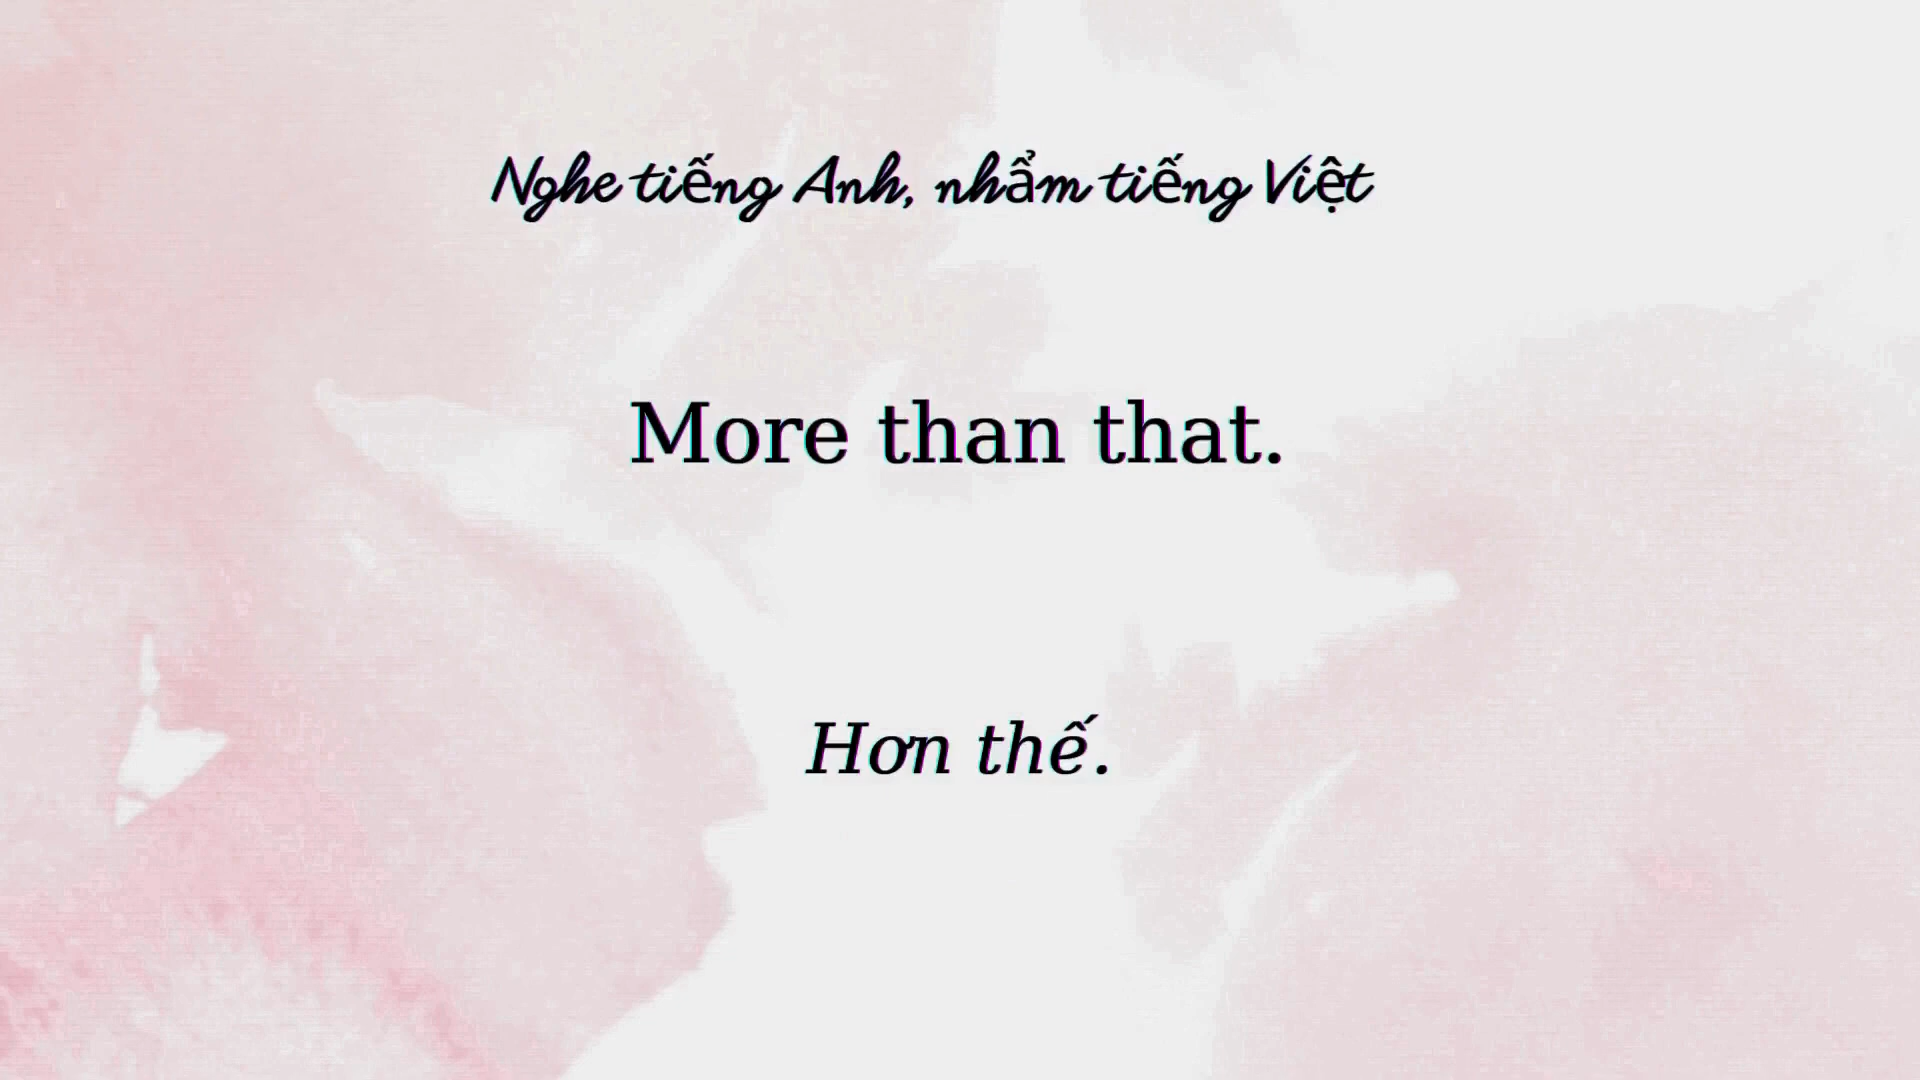 Nghe tiếng Anh, nhẩm tiếng Việt
More than that.
Hơn thế.